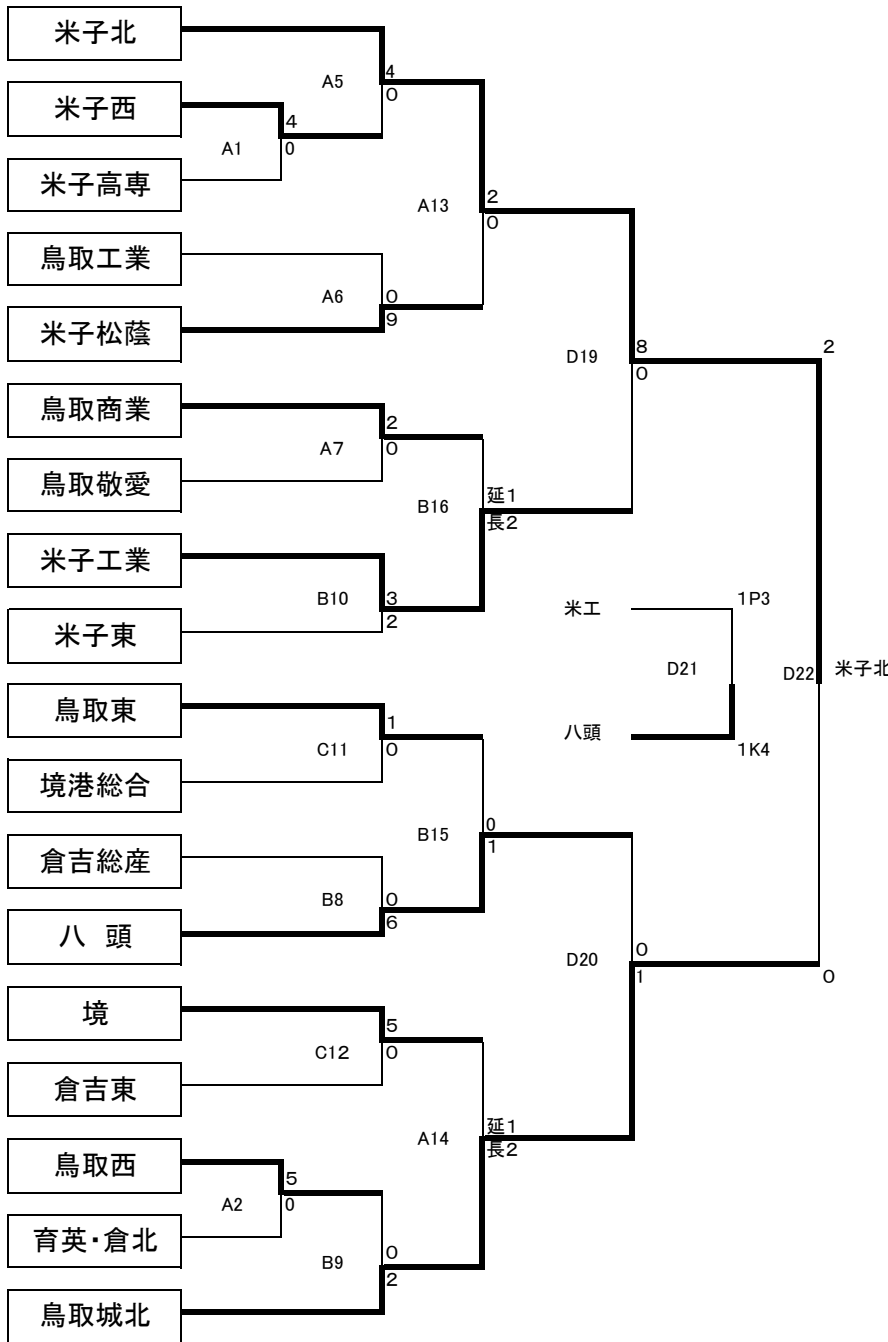 米子北
A5
4
0
米子西
A1
4
0
米子高専
A13
2
0
鳥取工業
A6
0
9
米子松蔭
D19
8
0
2
鳥取商業
A7
2
0
鳥取敬愛
B16
延1
長2
米子工業
B10
3
2
米子東
米工
1P3
D21
D22
米子北
八頭
1K4
鳥取東
C11
1
0
境港総合
B15
0
1
倉吉総産
B8
0
6
八 頭
D20
0
1
0
境
C12
5
0
倉吉東
A14
延1
長2
鳥取西
A2
5
0
育英・倉北
B9
0
2
鳥取城北